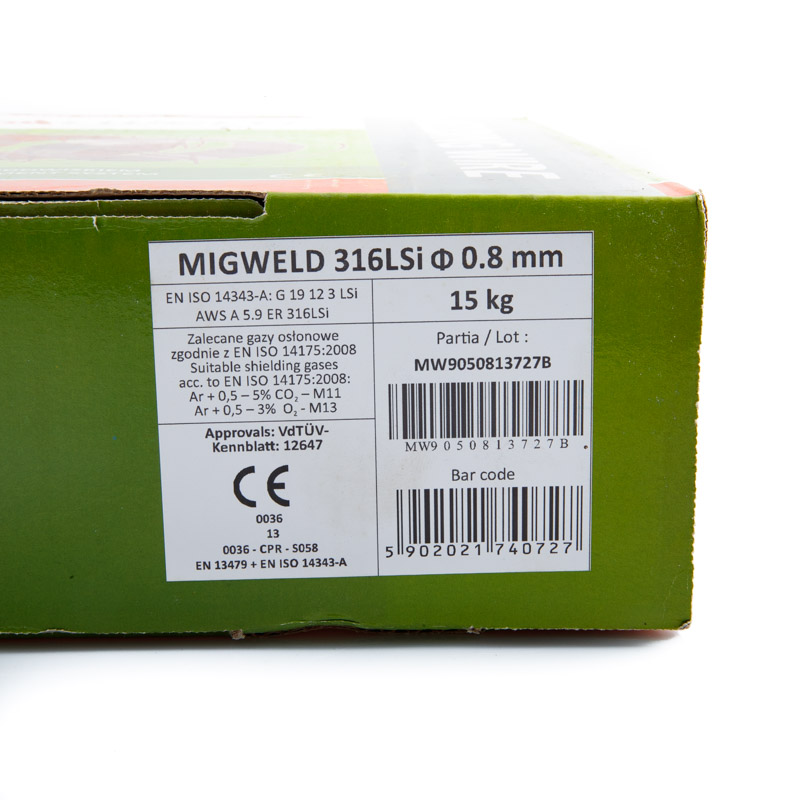 MIGWELD 316LSi Φ 0.8 mm
EN ISO 14343-A: G 19 12 3 LSi
AWS A 5.9 ER 316LSi
15 kg
Zalecane gazy osłonowe
zgodnie z EN ISO 14175:2008
Suitable shielding gases
acc. to EN ISO 14175:2008:
Ar + 0,5 – 5% CO₂ – M11
Ar + 0,5 – 3% O₂ - M13
Partia / Lot :
MW9050813727B
MW9050813727B
Approvals: VdTÜV-
Kennblatt: 12647
CE
0036
13
0036 - CPR - S058
EN 13479 + EN ISO 14343-A
Bar code
5 902021 740727